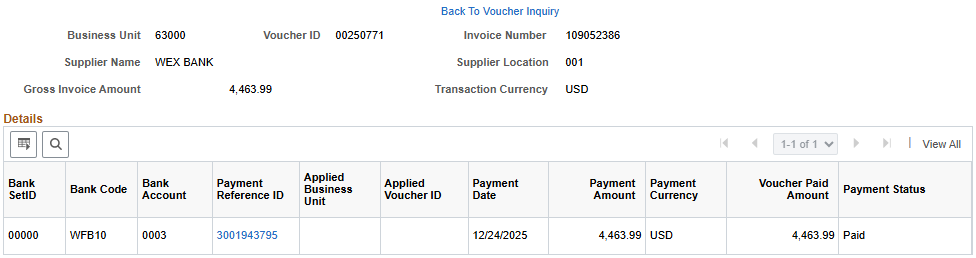 Back To Voucher Inquiry
Business Unit 63000 Voucher ID 00250771 Invoice Number 109052386
Supplier Name WEX BANK Supplier Location 001
Gross Invoice Amount 4,463.99 Transaction Currency USD
Details
1-1 of 1 View All
Bank SetID Bank Code Bank Account Payment Reference ID Applied Business Unit Applied Voucher ID Payment Date Payment Amount Payment Currency Voucher Paid Amount Payment Status
00000 WFB10 0003 3001943795 12/24/2025 4,463.99 USD 4,463.99 Paid